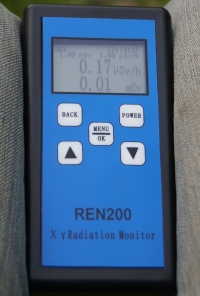 0.17 μSv/h
0.01 mSv
BACK
POWER
MENU
OK
REN200
X γ Radiation Monitor